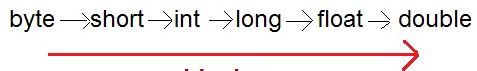 byte→short→int →long→float→ double